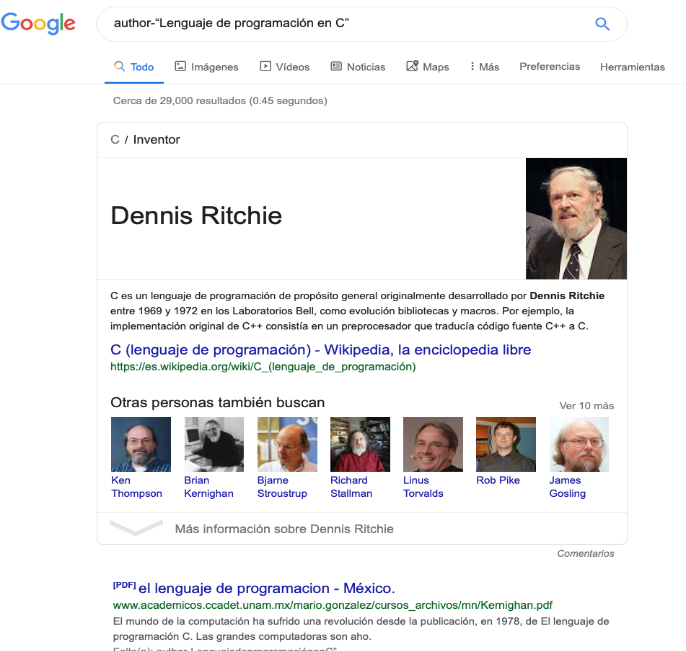 Google
author-“Lenguaje de programación en C”
Todo Imágenes Vídeos Noticias Maps Más Preferencias Herramientas
Cerca de 29,000 resultados (0.45 segundos)
C / Inventor
Dennis Ritchie
C es un lenguaje de programación de propósito general originalmente desarrollado por Dennis Ritchie
entre 1969 y 1972 en los Laboratorios Bell, como evolución bibliotecas y macros. Por ejemplo, la
implementación original de C++ consistía en un preprocesador que traducía código fuente C++ a C.
C (lenguaje de programación) - Wikipedia, la enciclopedia libre
https://es.wikipedia.org/wiki/C_(lenguaje_de_programación)
Otras personas también buscan
Ver 10 más
Ken Thompson
Brian Kernighan
Bjarne Stroustrup
Richard Stallman
Linus Torvalds
Rob Pike
James Gosling
Más información sobre Dennis Ritchie
Comentarios
[PDF] el lenguaje de programacion - México.
www.academicos.ccadet.unam.mx/mario.gonzalez/cursos_archivos/mn/Kernighan.pdf
El mundo de la computación ha sufrido una revolución desde la publicación, en 1978, de El lenguaje de
programación C. Las grandes computadoras son aho.